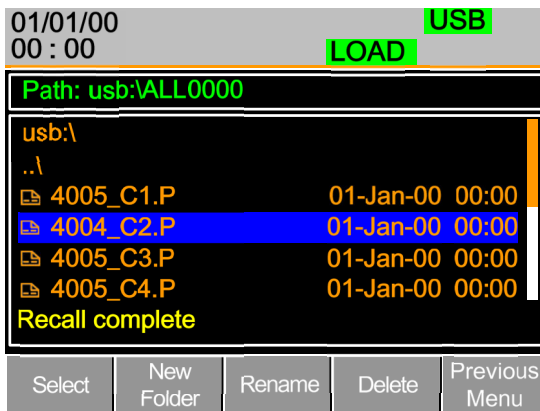 01/01/00 USB
00 : 00 LOAD
Path: usb:\ALL0000
usb:\
..\
4005_C1.P 01-Jan-00 00:00
4004_C2.P 01-Jan-00 00:00
4005_C3.P 01-Jan-00 00:00
4005_C4.P 01-Jan-00 00:00
Recall complete
Select New Folder Rename Delete Previous Menu